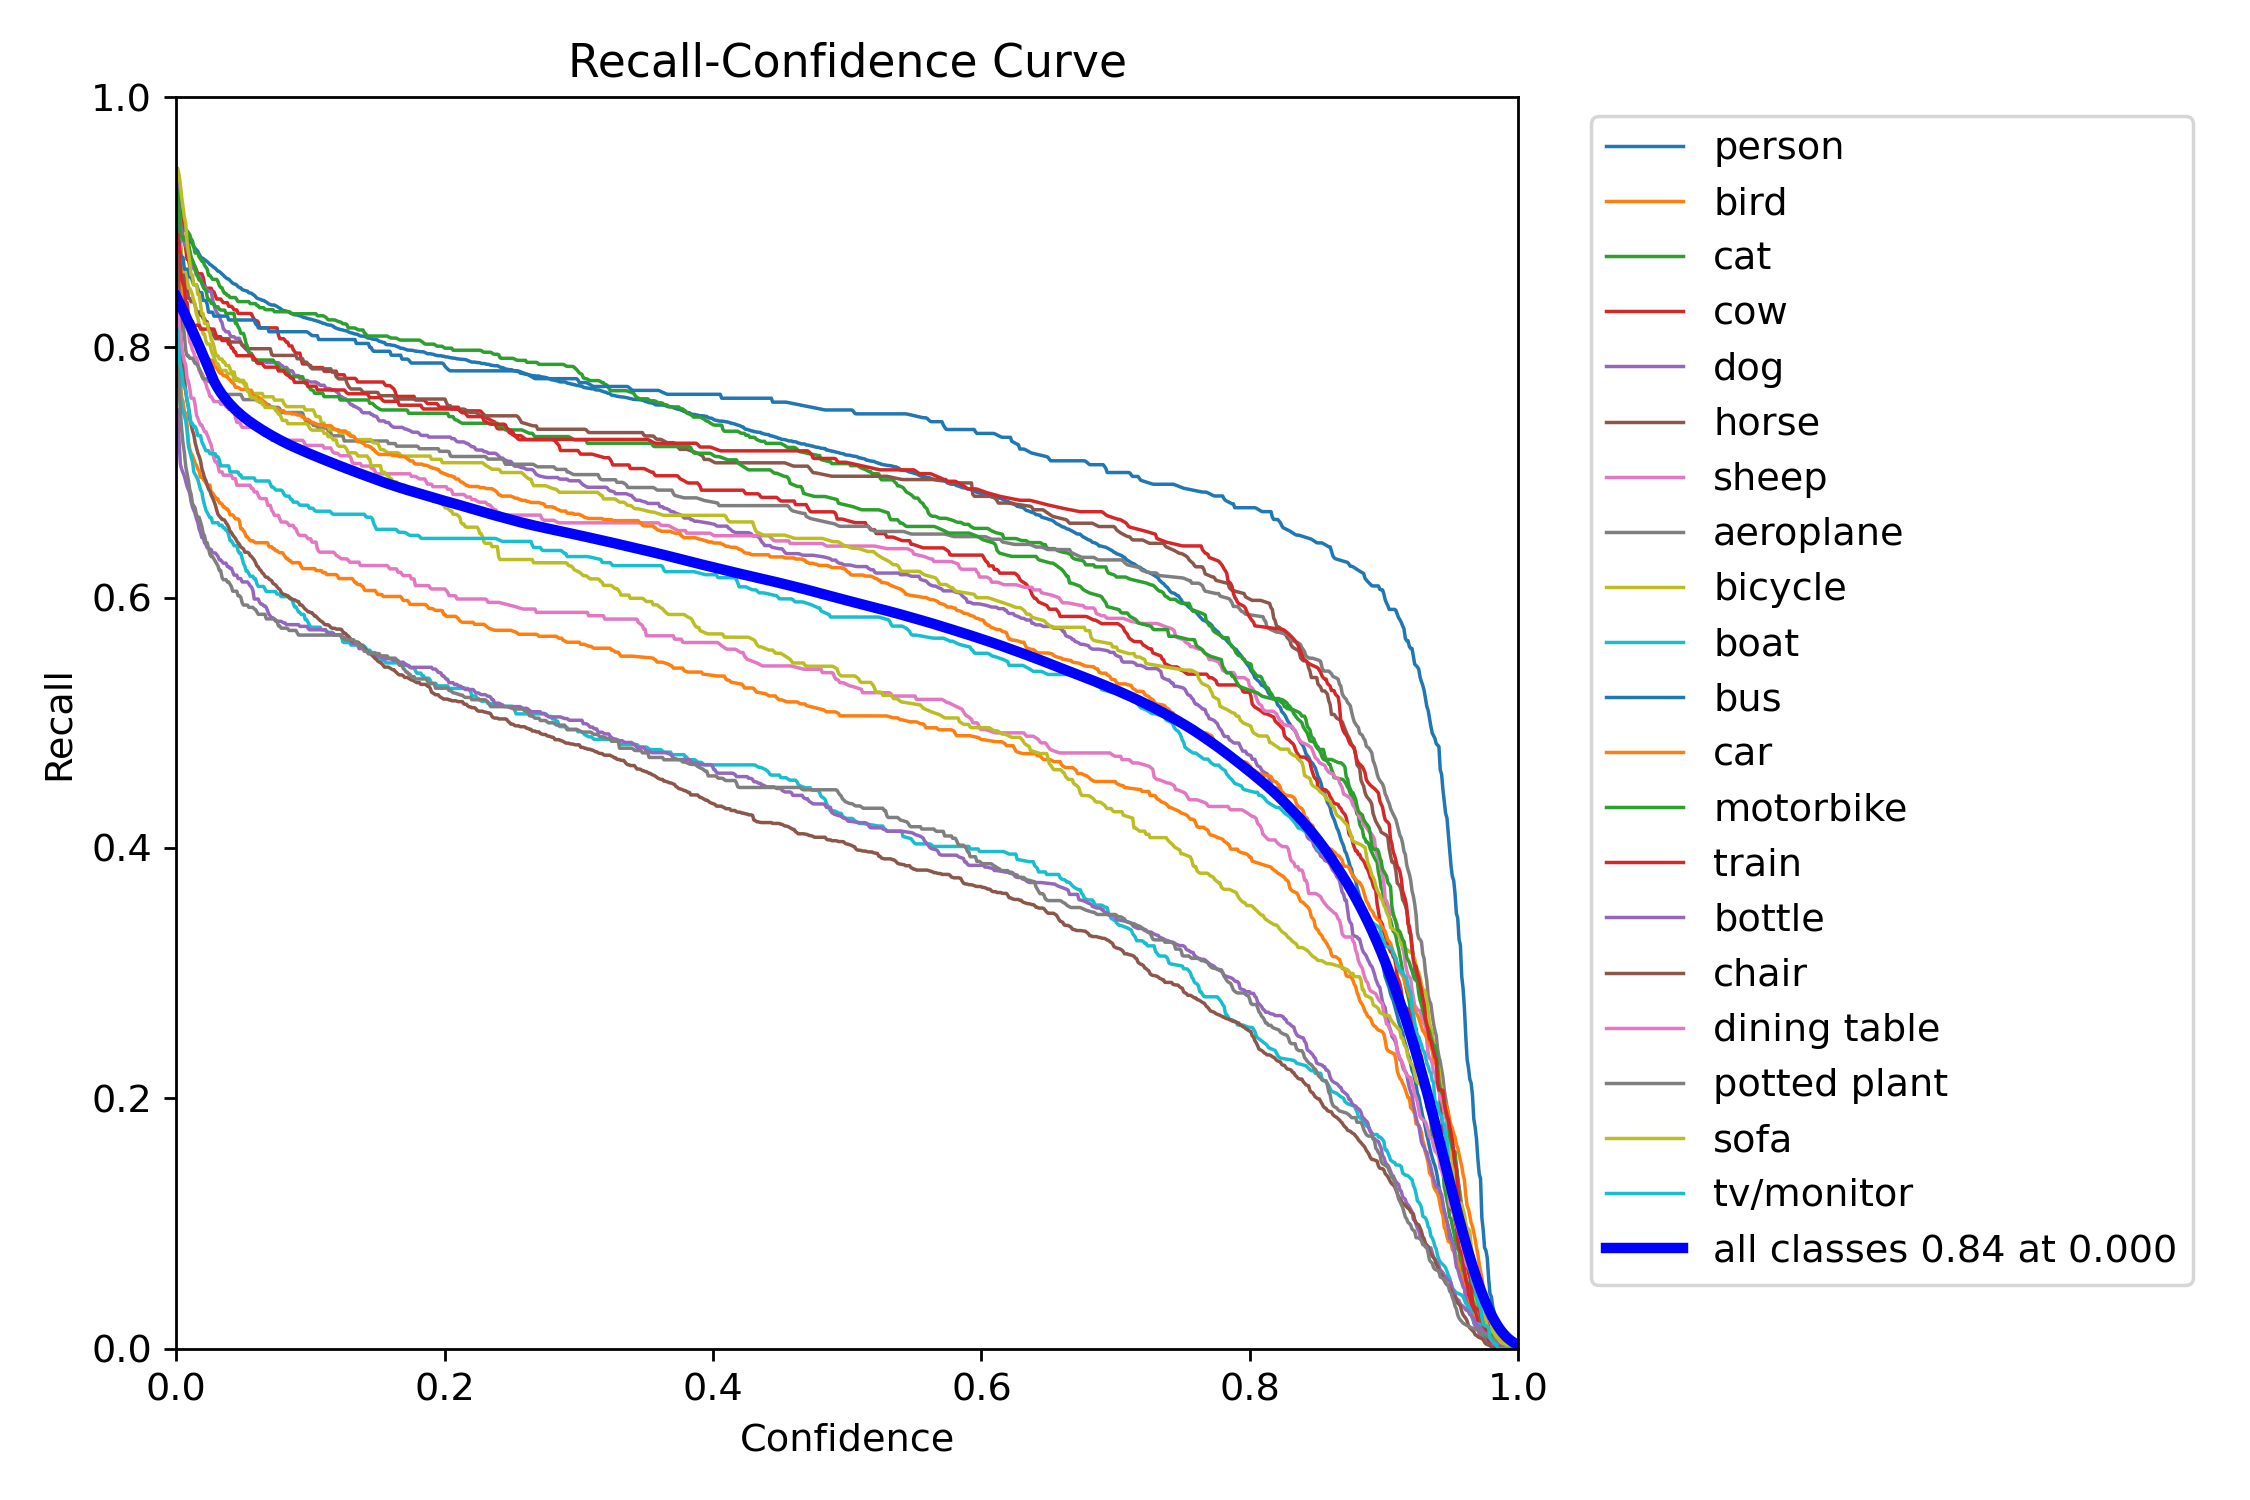 Recall-Confidence Curve
1.0
0.8
0.6
0.4
0.2
0.0
Recall
0.0 0.2 0.4 0.6 0.8 1.0
Confidence
person
bird
cat
cow
dog
horse
sheep
aeroplane
bicycle
boat
bus
car
motorbike
train
bottle
chair
dining table
potted plant
sofa
tv/monitor
all classes 0.84 at 0.000